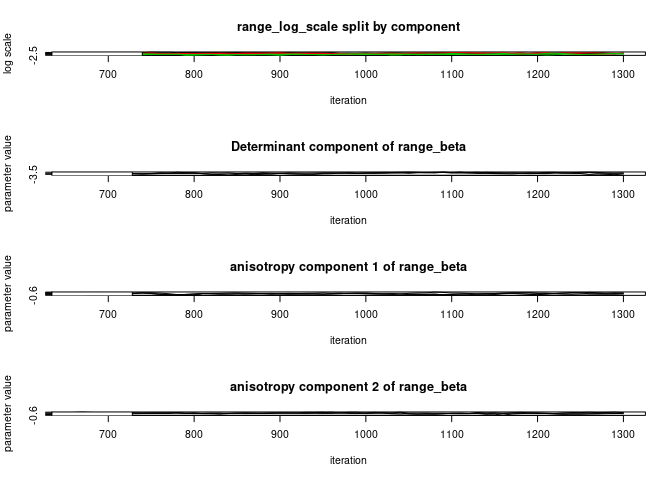 range_log_scale split by component
log scale
-2.5
700 800 900 1000 1100 1200 1300
iteration
Determinant component of range_beta
parameter value
-3.5
700 800 900 1000 1100 1200 1300
iteration
anisotropy component 1 of range_beta
parameter value
-0.6
700 800 900 1000 1100 1200 1300
iteration
anisotropy component 2 of range_beta
parameter value
-0.6
700 800 900 1000 1100 1200 1300
iteration